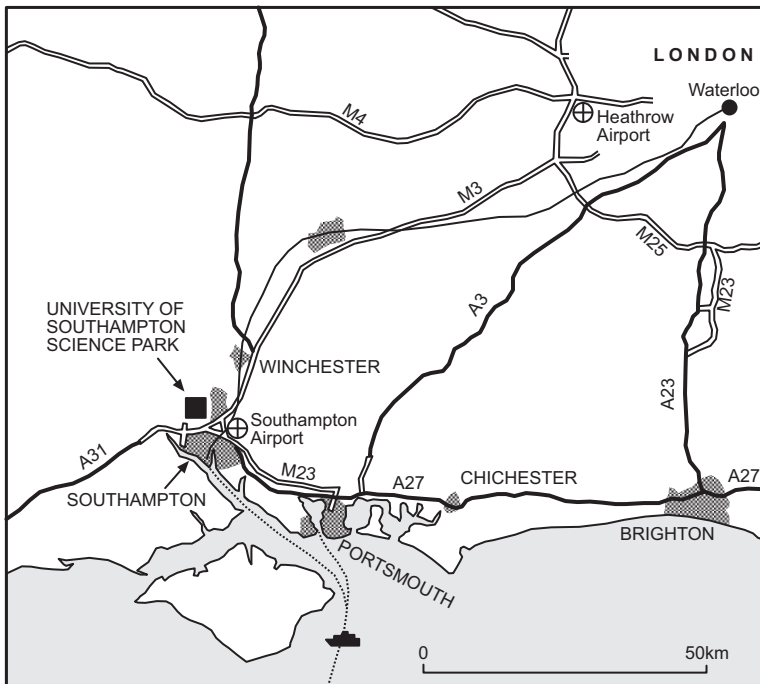 LONDON
Waterloo
Heathrow
Airport
M4
M3
M25
M23
A3
UNIVERSITY OF
SOUTHAMPTON
SCIENCE PARK
WINCHESTER
A23
Southampton
Airport
A31
M23
SOUTHAMPTON
A27
CHICHESTER
A27
BRIGHTON
PORTSMOUTH
0
50km